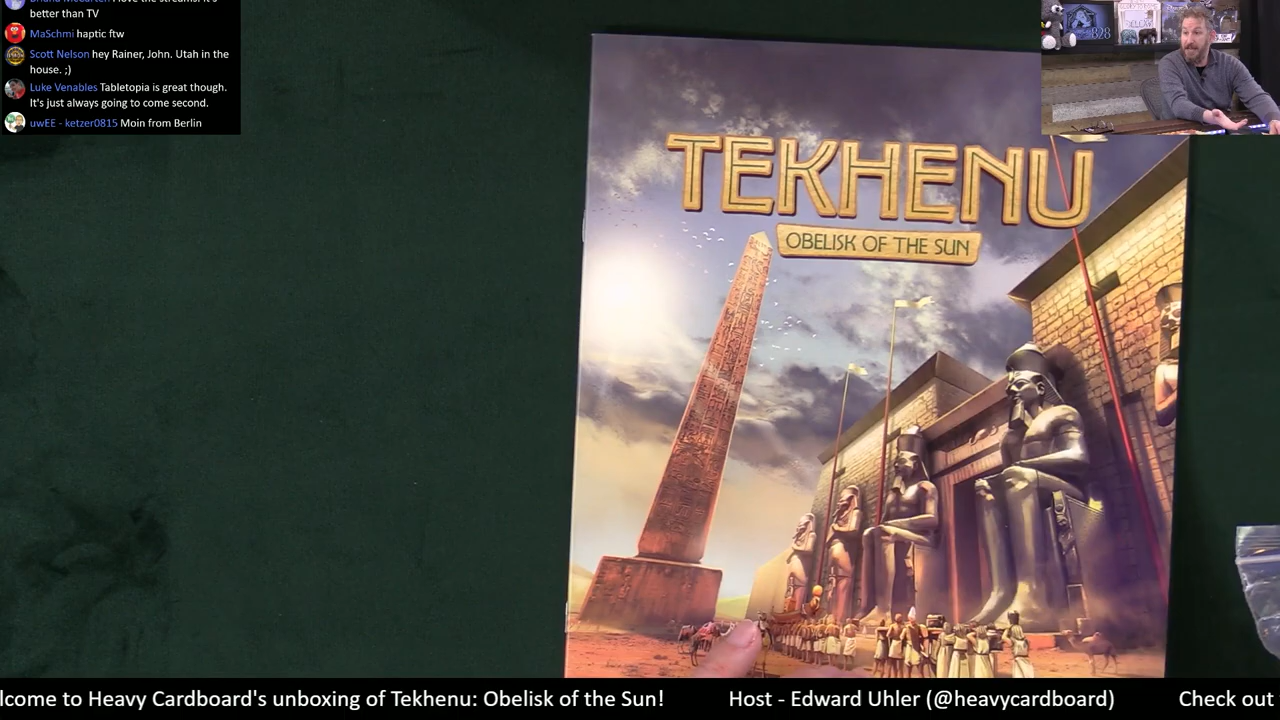 better than TV
MaSchmi haptic ftw
Scott Nelson hey Rainer, John. Utah in the
house. ;)
Luke Venables Tabletopia is great though.
It's just always going to come second.
uwEE - ketzer0815 Moin from Berlin
TEKHENU
OBELISK OF THE SUN
lcome to Heavy Cardboard's unboxing of Tekhenu: Obelisk of the Sun! Host - Edward Uhler (@heavycardboard) Check out